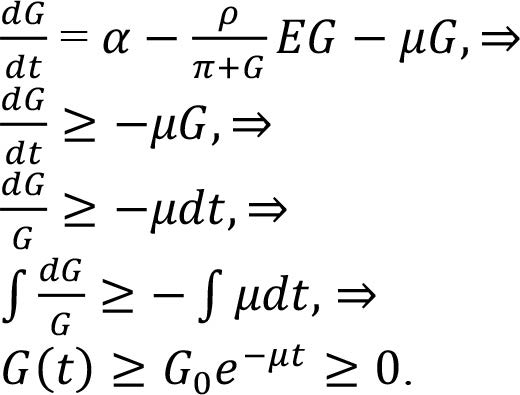 dG/dt = α − ρ/(π+G) EG − μG, ⇒
dG/dt ≥ −μG, ⇒
dG/G ≥ −μdt, ⇒
∫ dG/G ≥ − ∫ μdt, ⇒
G(t) ≥ G₀e^{−μt} ≥ 0.